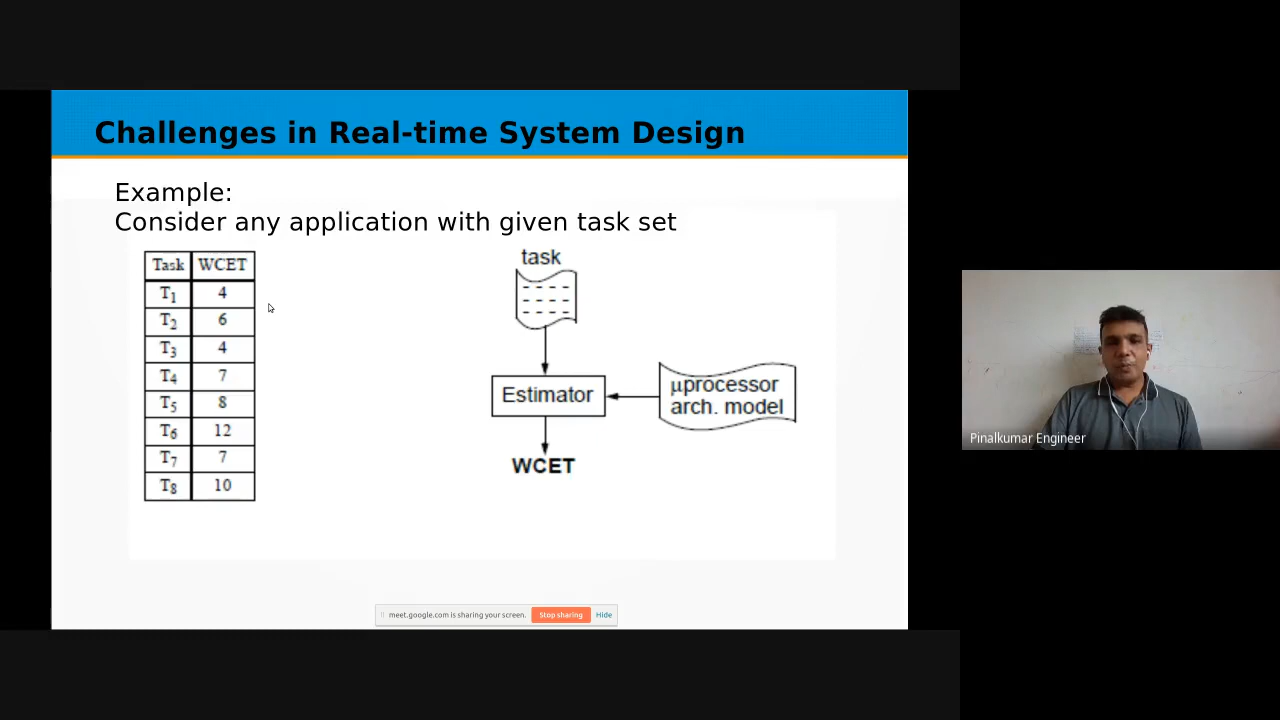 Challenges in Real-time System Design
Example:
Consider any application with given task set
Task WCET
T1 4
T2 6
T3 4
T4 7
T5 8
T6 12
T7 7
T8 10
task
Estimator
μprocessor
arch. model
WCET
meet.google.com is sharing your screen. Stop sharing Hide
Pinalkumar Engineer